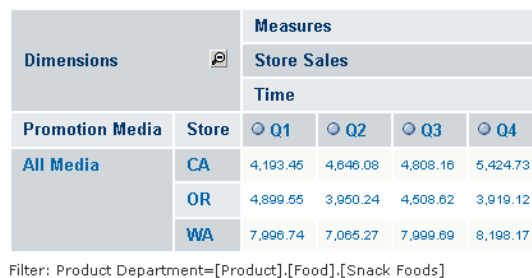 Measures
Dimensions
Store Sales
Time
Promotion Media Store Q1 Q2 Q3 Q4
All Media CA 4,193.45 4,646.08 4,808.16 5,424.73
OR 4,899.55 3,950.24 4,508.62 3,919.12
WA 7,996.74 7,065.27 7,999.69 8,198.17
Filter: Product Department=[Product].[Food].[Snack Foods]